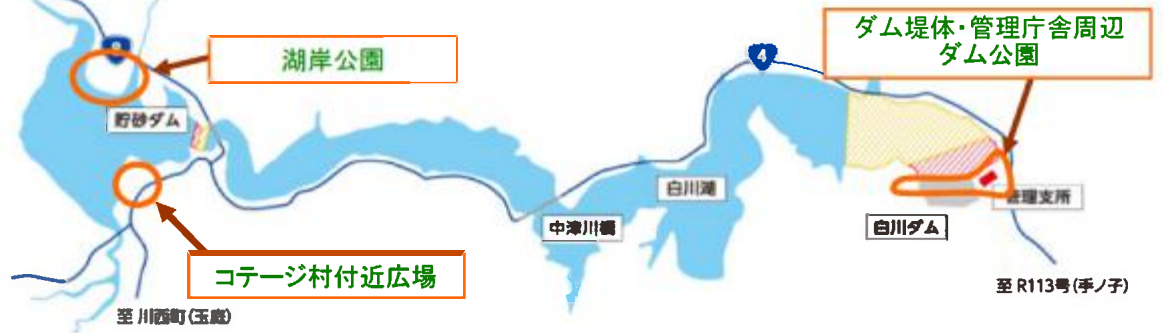 ダム堤体・管理庁舎周辺
ダム公園
湖岸公園
4
貯砂ダム
白川湖
管理支所
中津川橋
白川ダム
コテージ村付近広場
至 R113号(手ノ子)
至 川西町(玉庭)